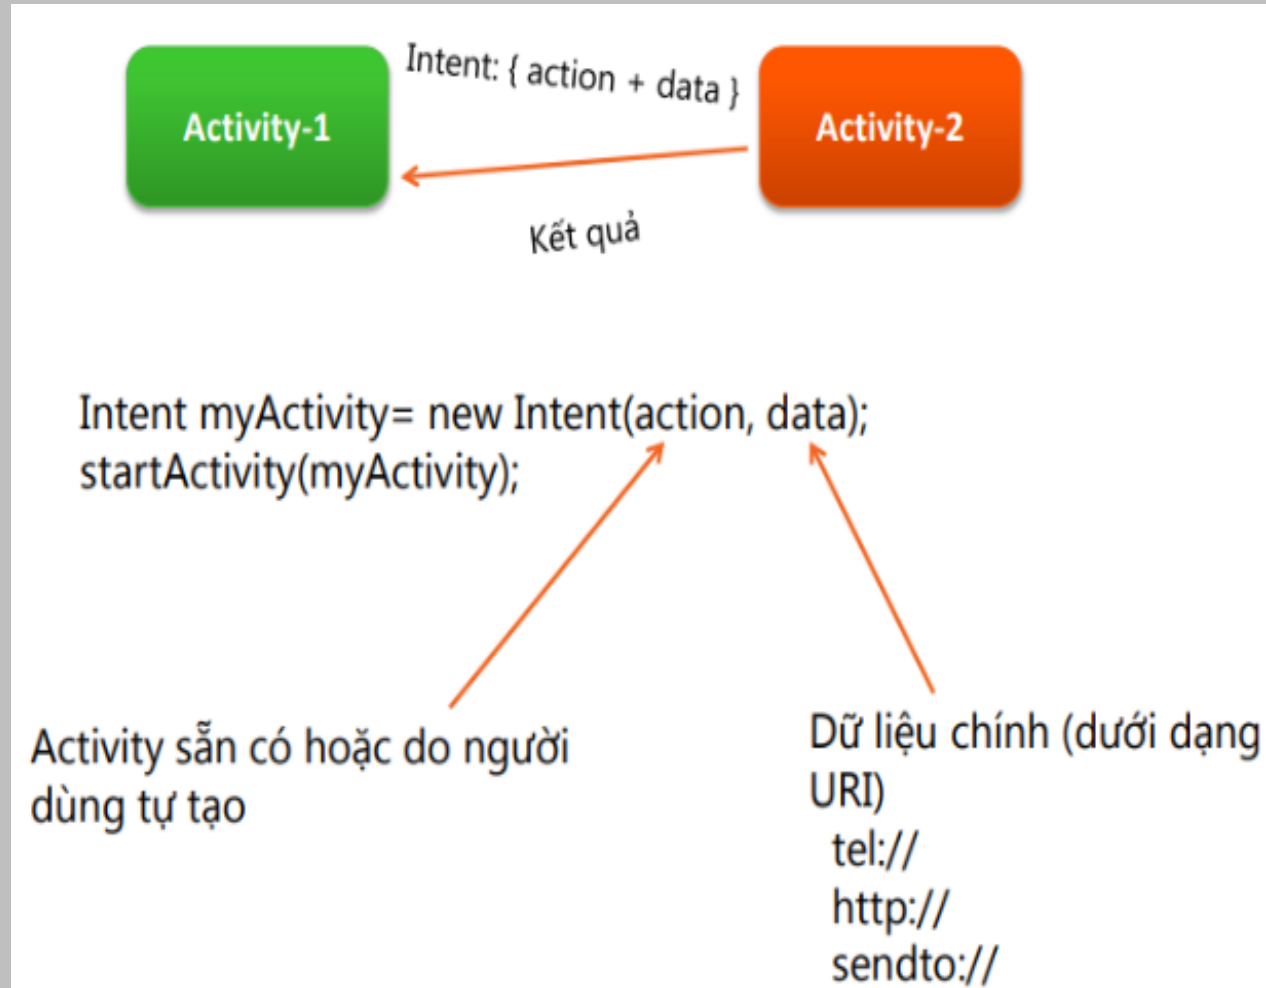 Intent: { action + data }
Activity-1
Activity-2
Kết quả
Intent myActivity= new Intent(action, data);
startActivity(myActivity);
Activity sẵn có hoặc do người
dùng tự tạo
Dữ liệu chính (dưới dạng
URI)
tel://
http://
sendto://